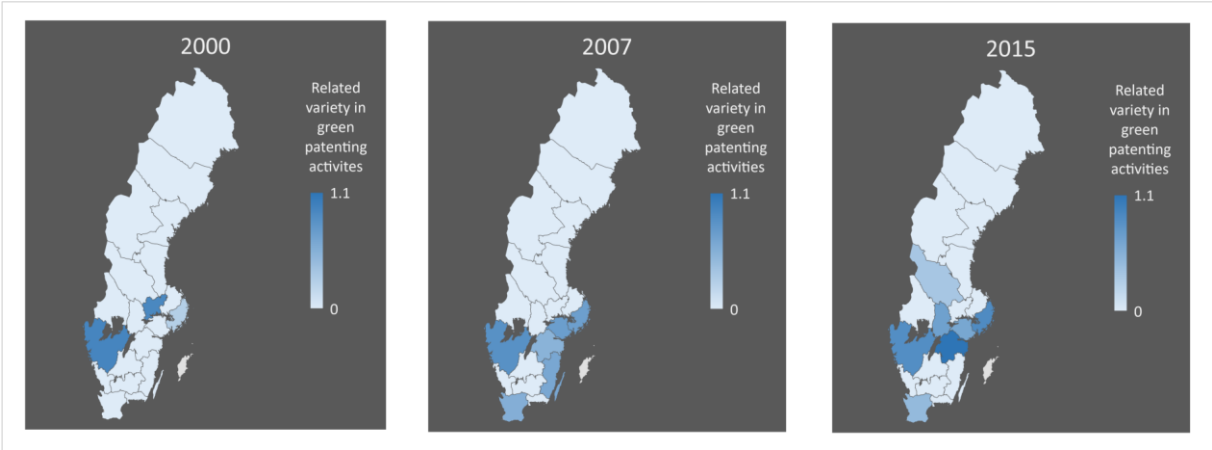 2000
Related
variety in
green
patenting
activites
1.1
0
2007
Related
variety in
green
patenting
activities
1.1
0
2015
Related
variety in
green
patenting
activities
1.1
0